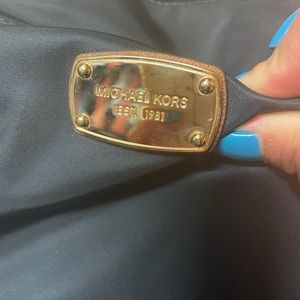 MICHAEL KORS
EST. 1981